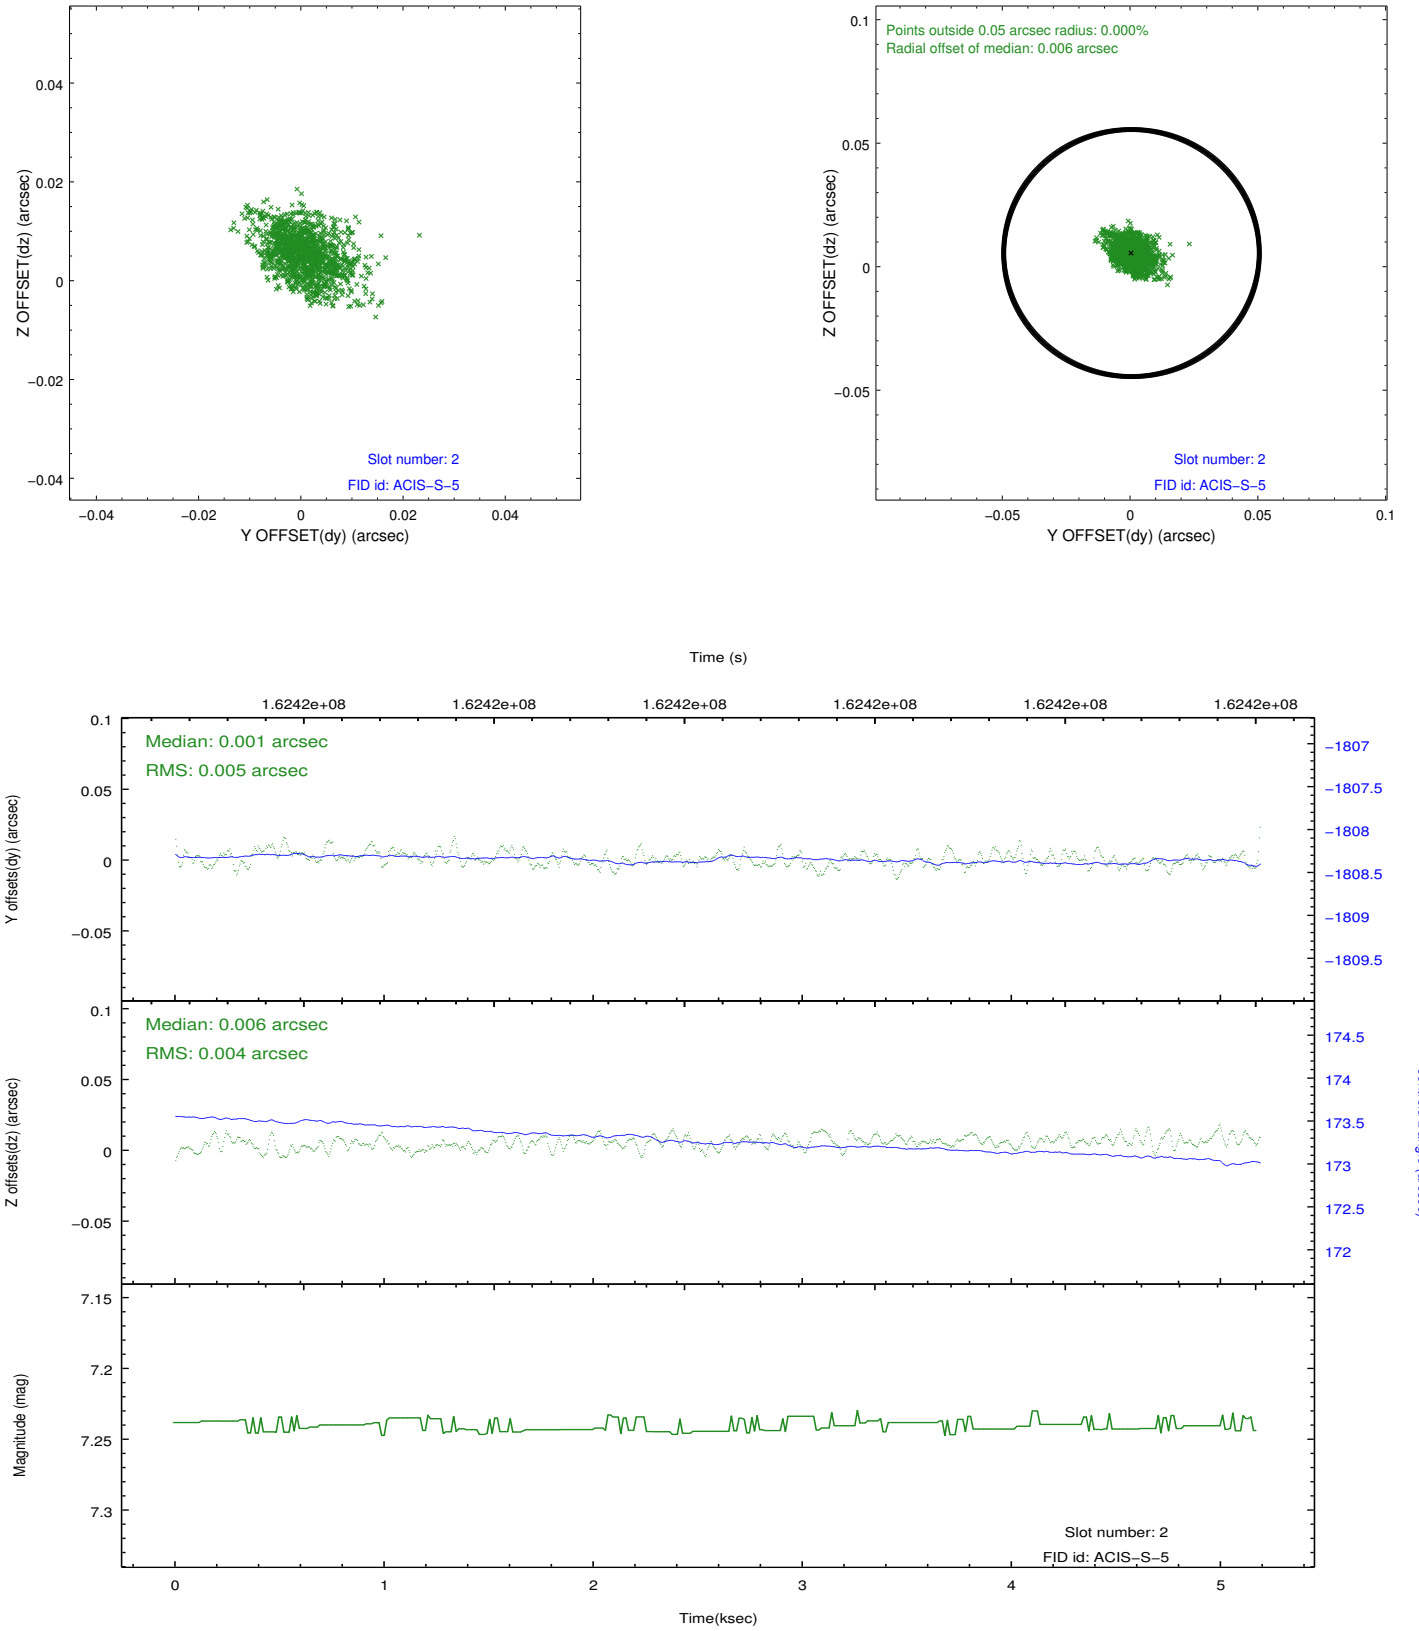 0.04
0.02
0
−0.02
−0.04
Z OFFSET(dz) (arcsec)
Slot number: 2
FID id: ACIS−S−5
−0.04
−0.02
0
0.02
0.04
Y OFFSET(dy) (arcsec)
Points outside 0.05 arcsec radius: 0.000%
Radial offset of median: 0.006 arcsec
0.1
0.05
0
−0.05
Z OFFSET(dz) (arcsec)
Slot number: 2
FID id: ACIS−S−5
−0.05
0
0.05
0.1
Y OFFSET(dy) (arcsec)
Time (s)
1.6242e+08 1.6242e+08 1.6242e+08 1.6242e+08 1.6242e+08 1.6242e+08
Median: 0.001 arcsec
RMS: 0.005 arcsec
0.1
0.05
0
−0.05
Y offsets(dy) (arcsec)
−1807
−1807.5
−1808
−1808.5
−1809
−1809.5
Median: 0.006 arcsec
RMS: 0.004 arcsec
0.1
0.05
0
−0.05
Z offsets(dz) (arcsec)
174.5
174
173.5
173
172.5
172
7.15
7.2
7.25
7.3
Magnitude (mag)
Slot number: 2
FID id: ACIS−S−5
0 1 2 3 4 5
Time(ksec)